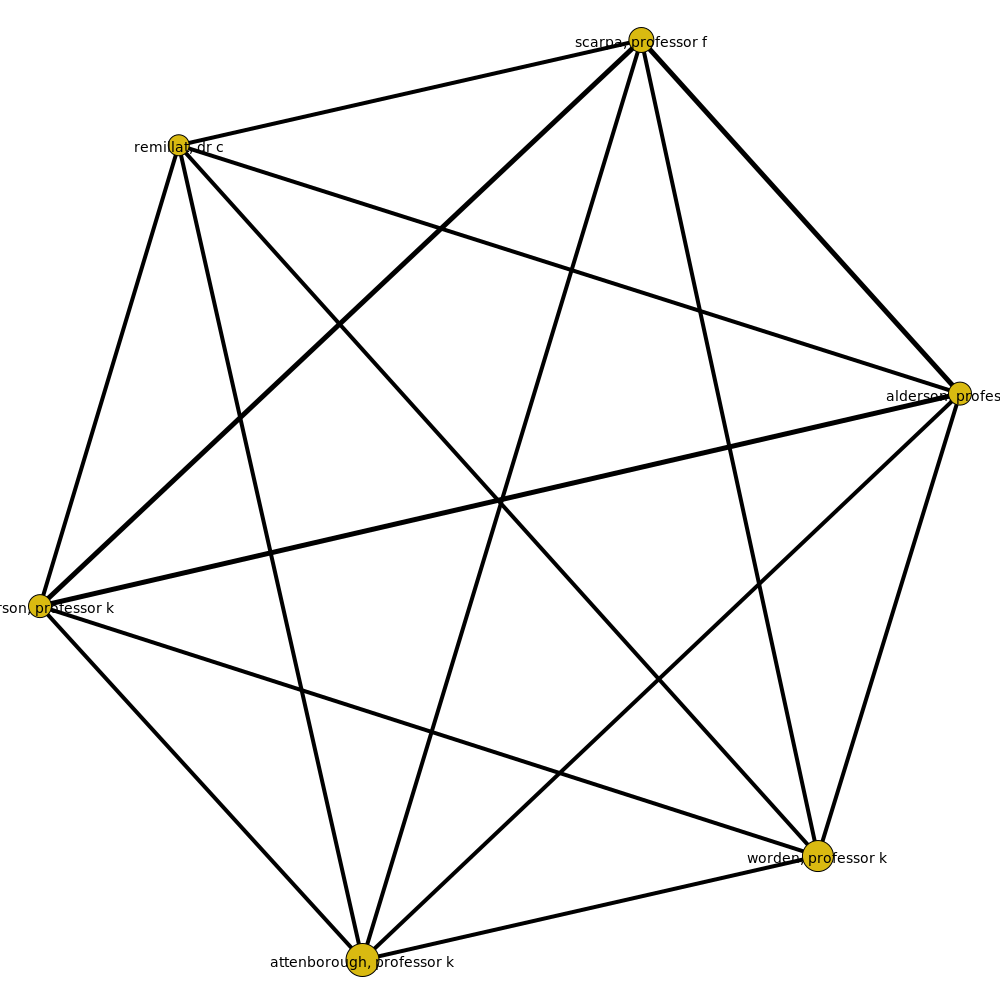 scarpa, professor f
remillat, dr c
alderson, profes
rson, professor k
worden, professor k
attenborough, professor k